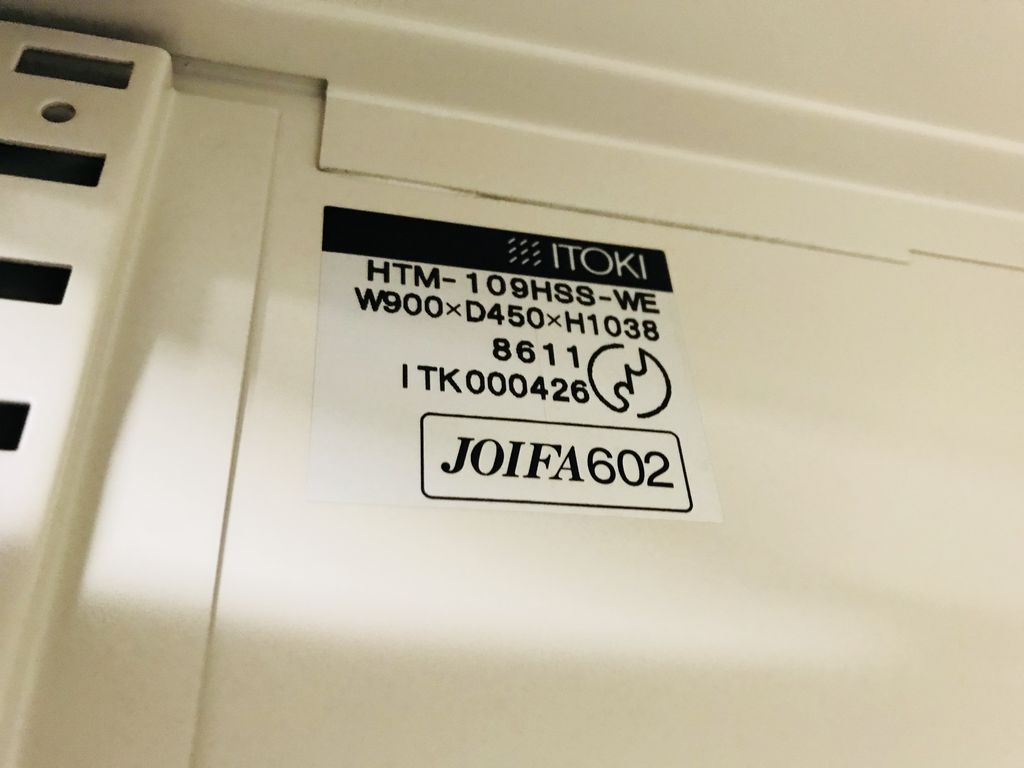 ITOKI
HTM-109HSS-WE
W900×D450×H1038
8611
ITK000426
JOIFA602